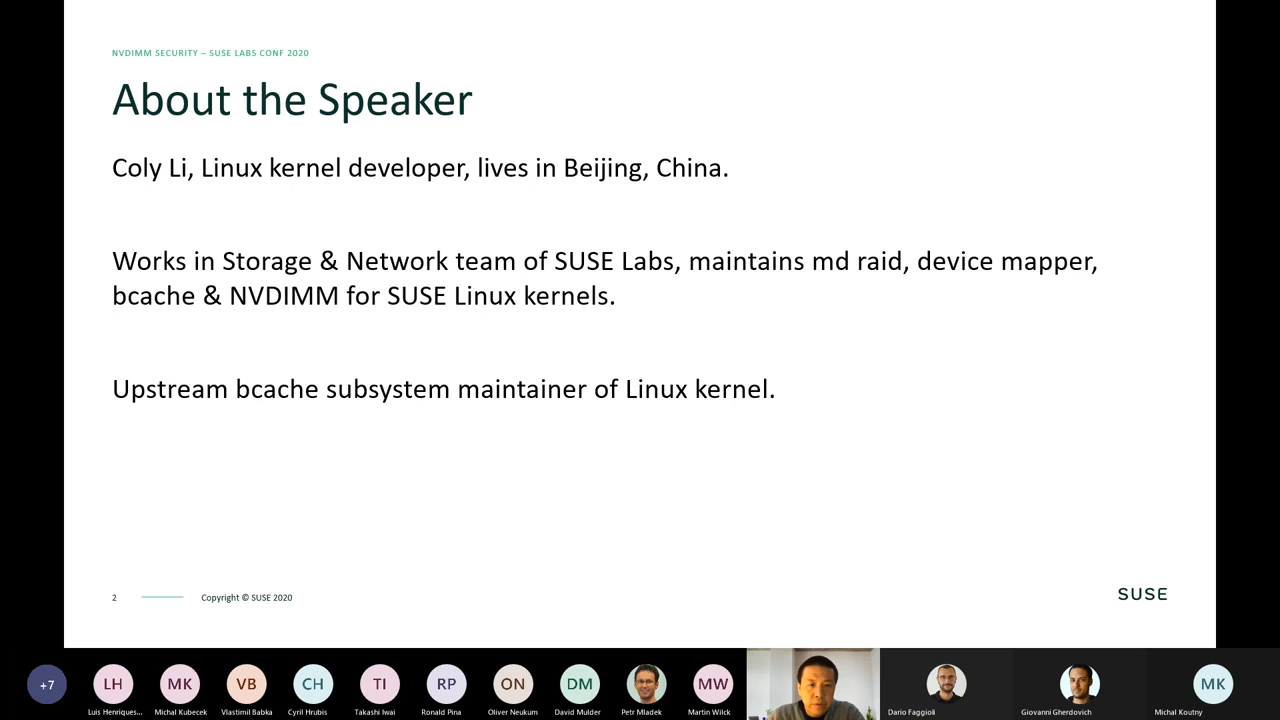 NVDIMM SECURITY – SUSE LABS CONF 2020
About the Speaker
Coly Li, Linux kernel developer, lives in Beijing, China.
Works in Storage & Network team of SUSE Labs, maintains md raid, device mapper,
bcache & NVDIMM for SUSE Linux kernels.
Upstream bcache subsystem maintainer of Linux kernel.
2
Copyright © SUSE 2020
SUSE
+7
LH
MK
VB
CH
TI
RP
ON
DM
MW
MK
Luis Henriques...
Michal Kubecek
Vlastimil Babka
Cyril Hrubis
Takashi Iwai
Ronald Pina
Oliver Neukum
David Mulder
Petr Mladek
Martin Wilck
Dario Faggioli
Giovanni Gherdovich
Michal Koutny